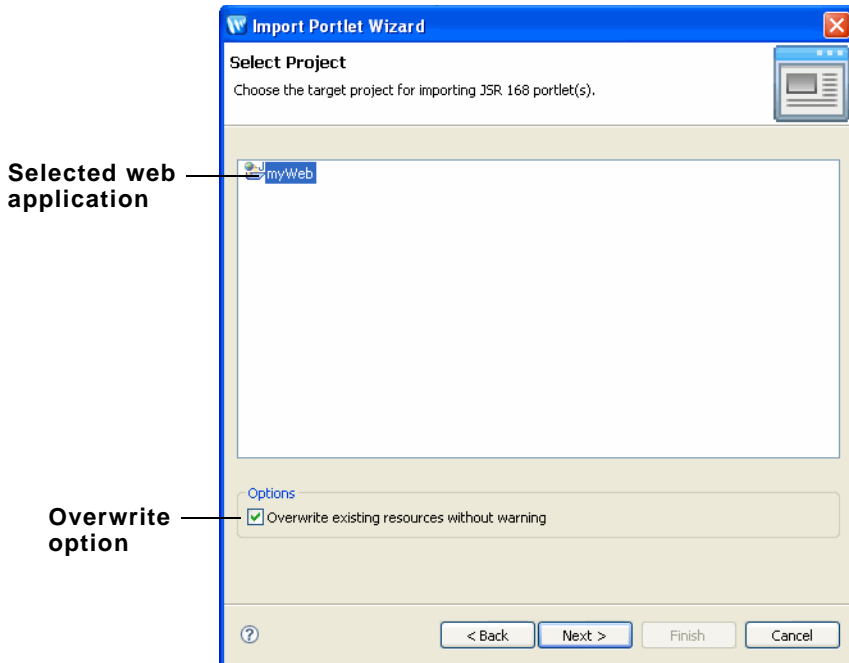 Import Portlet Wizard
Select Project
Choose the target project for importing JSR 168 portlet(s).
Selected web
application
myWeb
Options
Overwrite
option
Overwrite existing resources without warning
?
< Back
Next >
Finish
Cancel